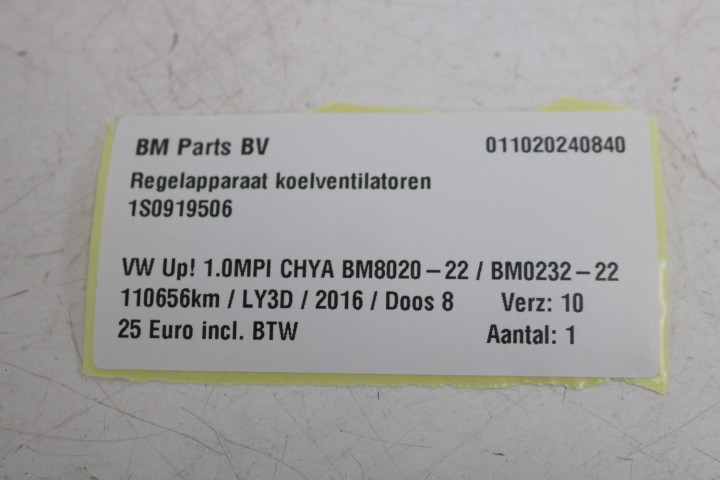 BM Parts BV 011020240840
Regelapparaat koelventilatoren
1S0919506
VW Up! 1.0MPI CHYA BM8020-22 / BM0232-22
110656km / LY3D / 2016 / Doos 8 Verz: 10
25 Euro incl. BTW Aantal: 1